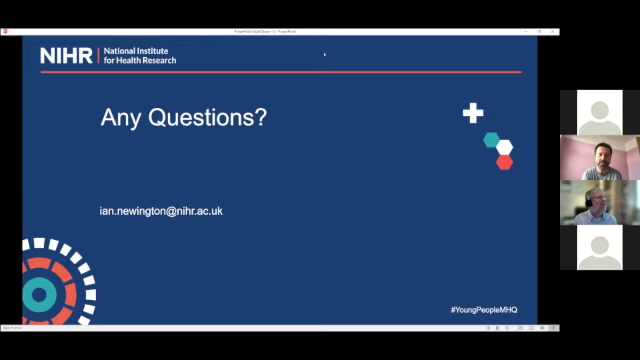 NIHR | National Institute
for Health Research
Any Questions?
ian.newington@nihr.ac.uk
#YoungPeopleMHQ